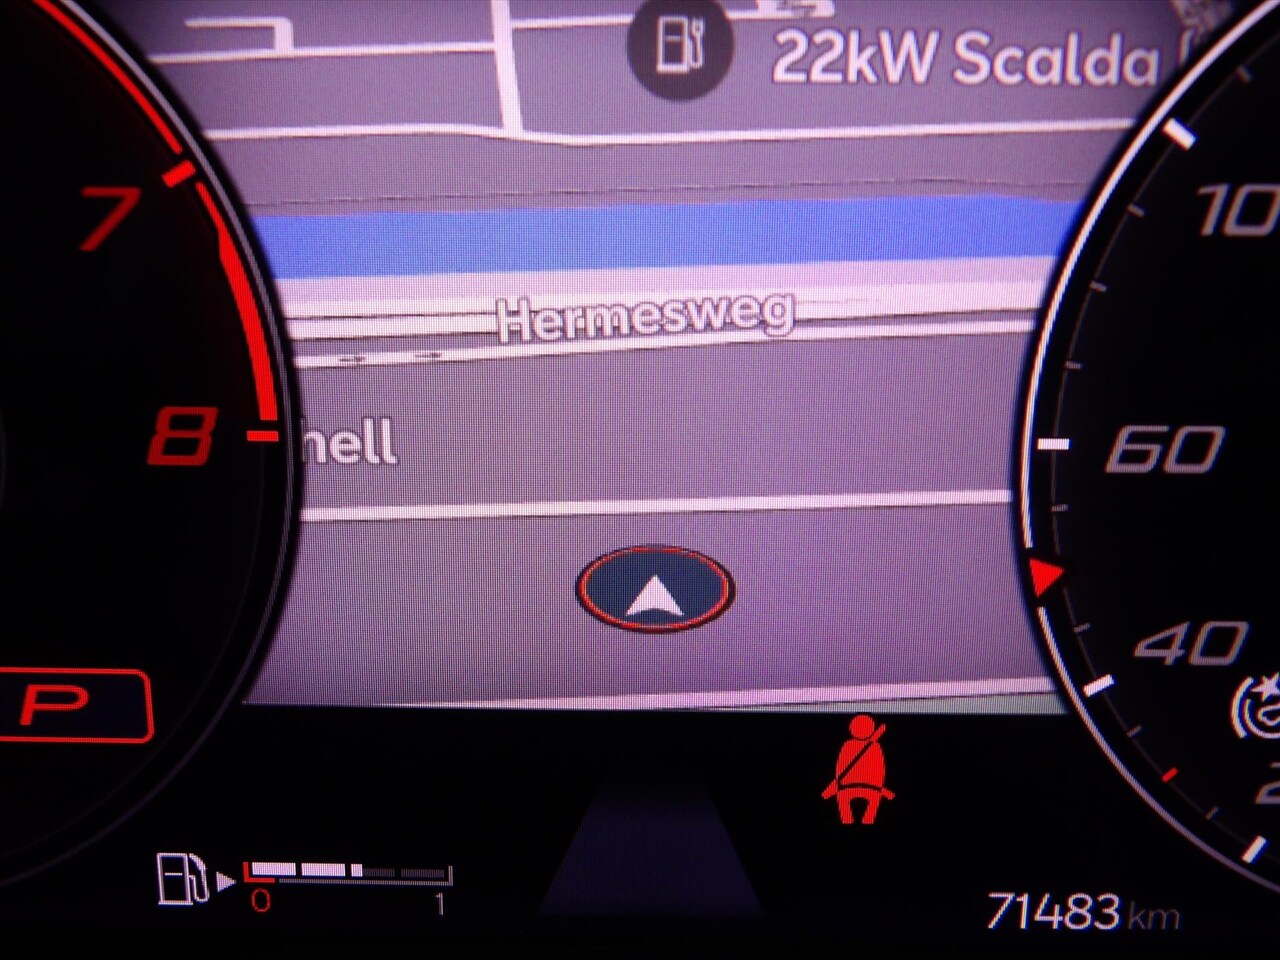 22kW Scalda
7
10
Hermesweg
8
hell
60
40
P
0
1
71483 km